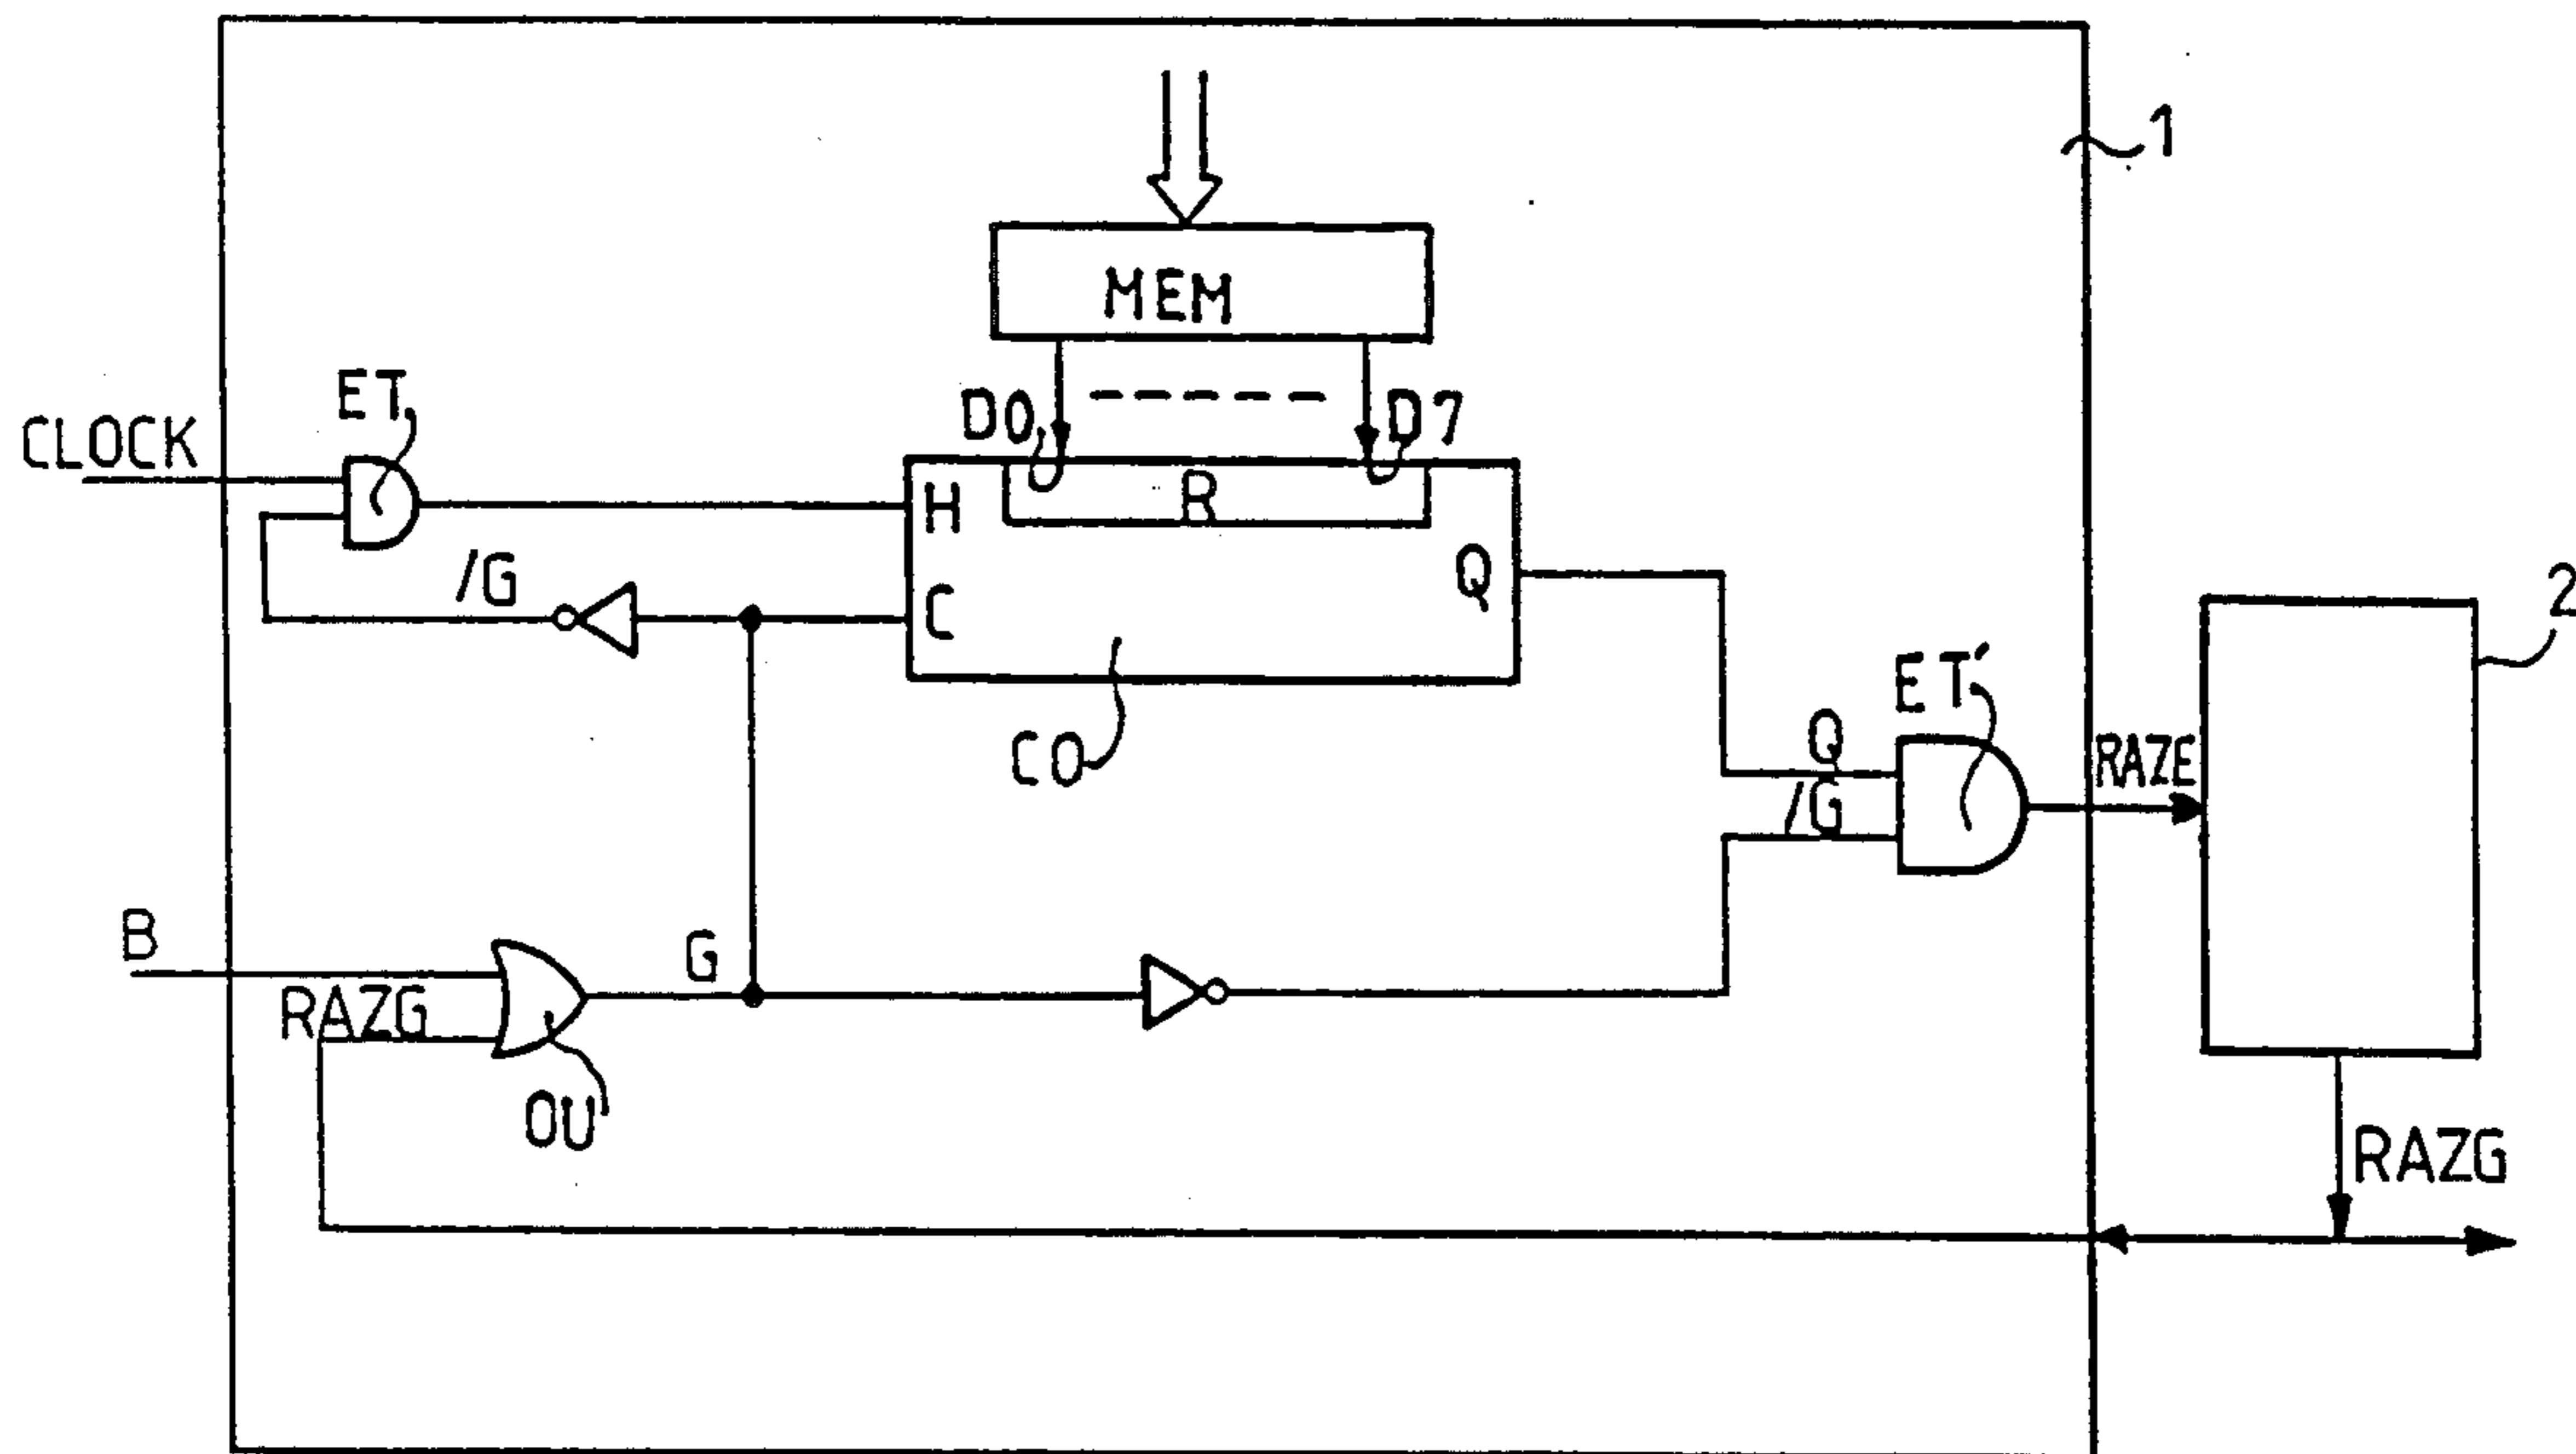 1
MEM
ET
CLOCK
D0
D7
H
R
/G
C
Q
2
CO
ET'
Q
RAZE
/G
B
G
RAZG
OU
RAZG